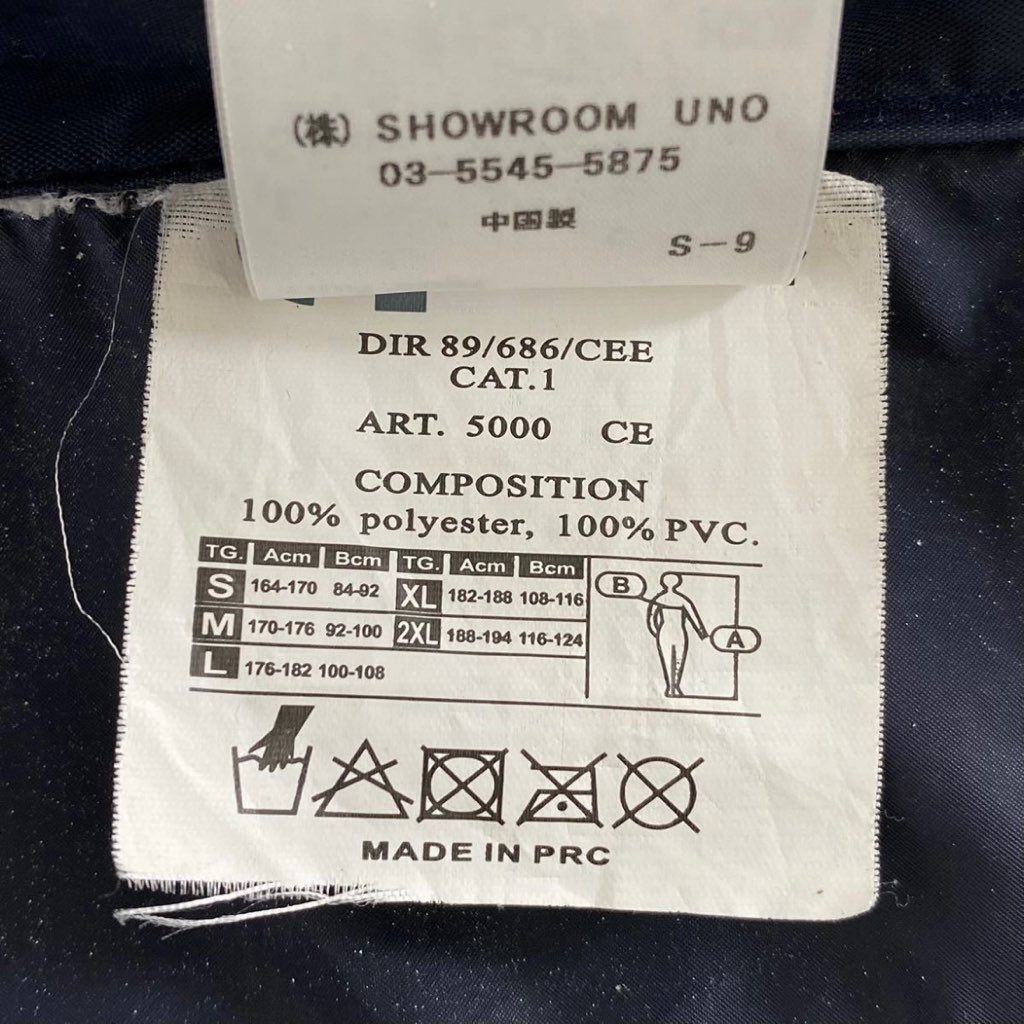 (株) SHOWROOM UNO
03-5545-5875
中国製
S-9
DIR 89/686/CEE
CAT.1
ART. 5000 CE
COMPOSITION
100% polyester, 100% PVC.
TG. Acm Bcm TG. Acm Bcm
S 164-170 84-92 XL 182-188 108-116
M 170-176 92-100 2XL 188-194 116-124
L 176-182 100-108
B
A
MADE IN PRC